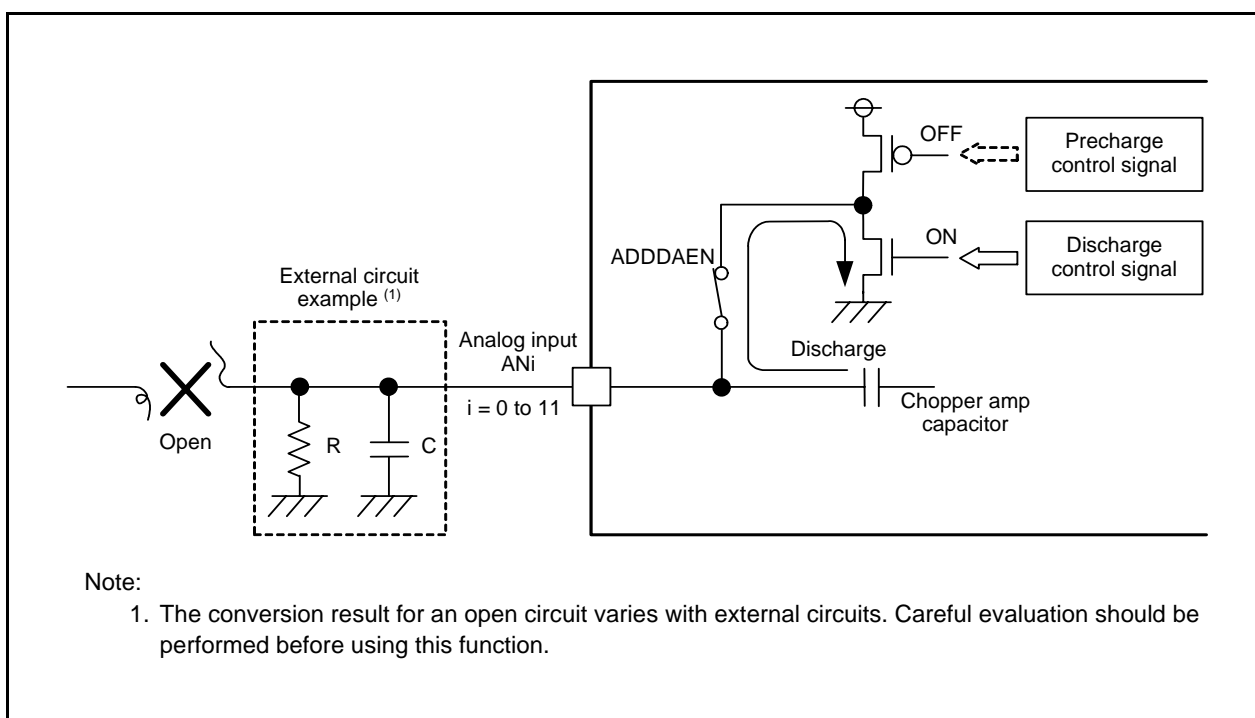 OFF
Precharge
control signal
ON
Discharge
control signal
ADDDAEN
External circuit
example (1)
Analog input
ANi
i = 0 to 11
Discharge
Chopper amp
capacitor
Open
R
C
Note:
1. The conversion result for an open circuit varies with external circuits. Careful evaluation should be
performed before using this function.